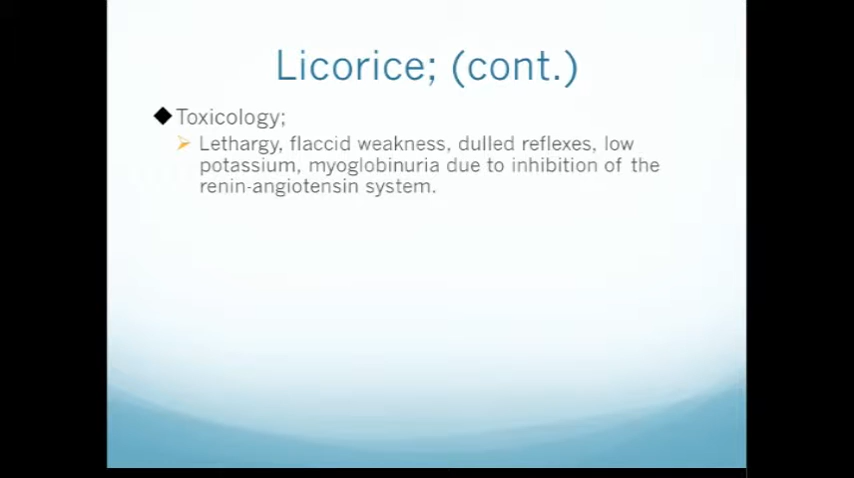 Licorice; (cont.)
Toxicology;
Lethargy, flaccid weakness, dulled reflexes, low
potassium, myoglobinuria due to inhibition of the
renin-angiotensin system.